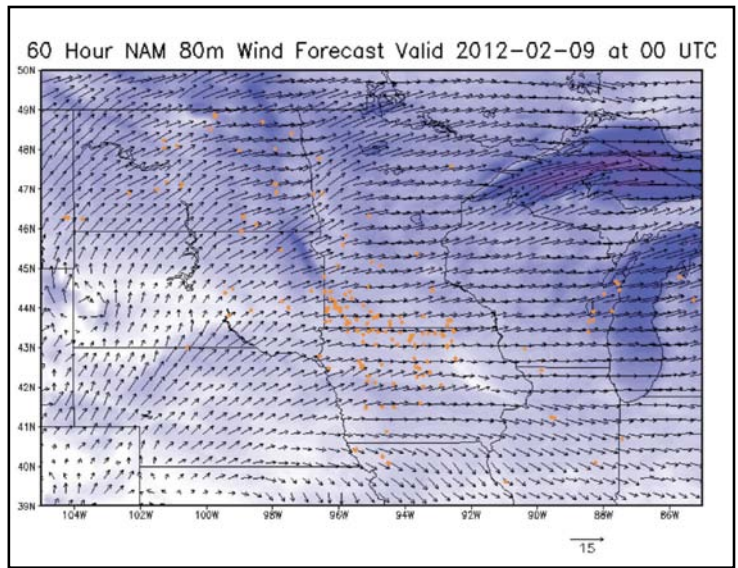 60 Hour NAM 80m Wind Forecast Valid 2012-02-09 at 00 UTC
50N
49N
48N
47N
46N
45N
44N
43N
42N
41N
40N
39N
104W 102W 100W 98W 96W 94W 92W 90W 88W 86W
15